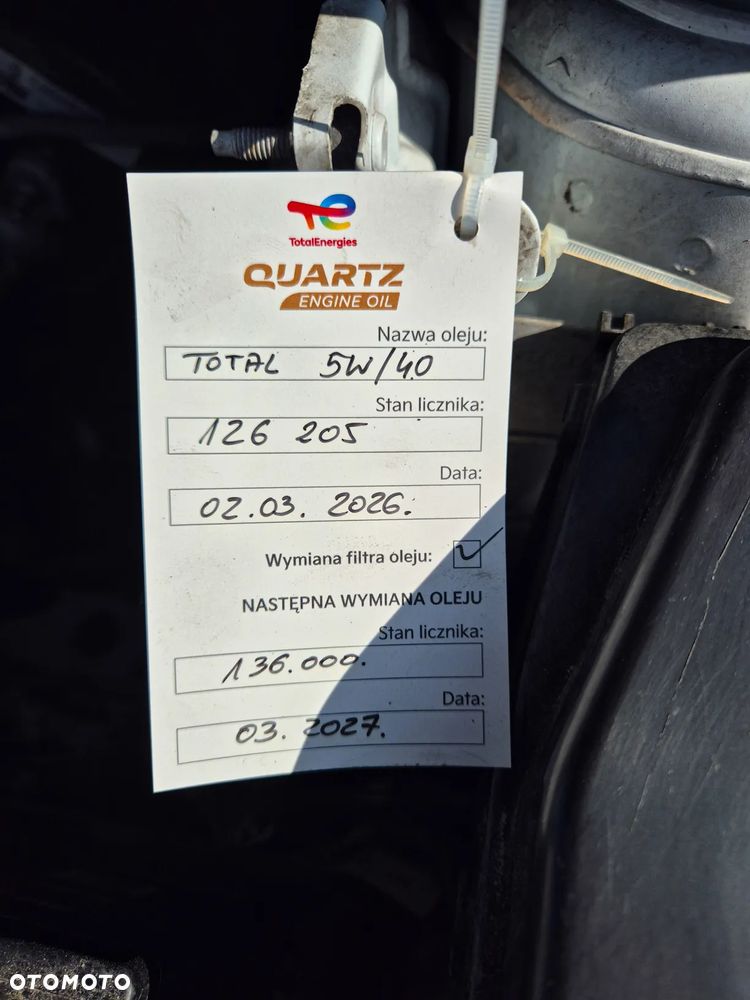 TotalEnergies
QUARTZ
ENGINE OIL
Nazwa oleju:
TOTAL 5W/40
Stan licznika:
126 205
Data:
02.03.2026.
Wymiana filtra oleju:
NASTĘPNA WYMIANA OLEJU
Stan licznika:
136.000.
Data:
03.2027.
OTOMOTO